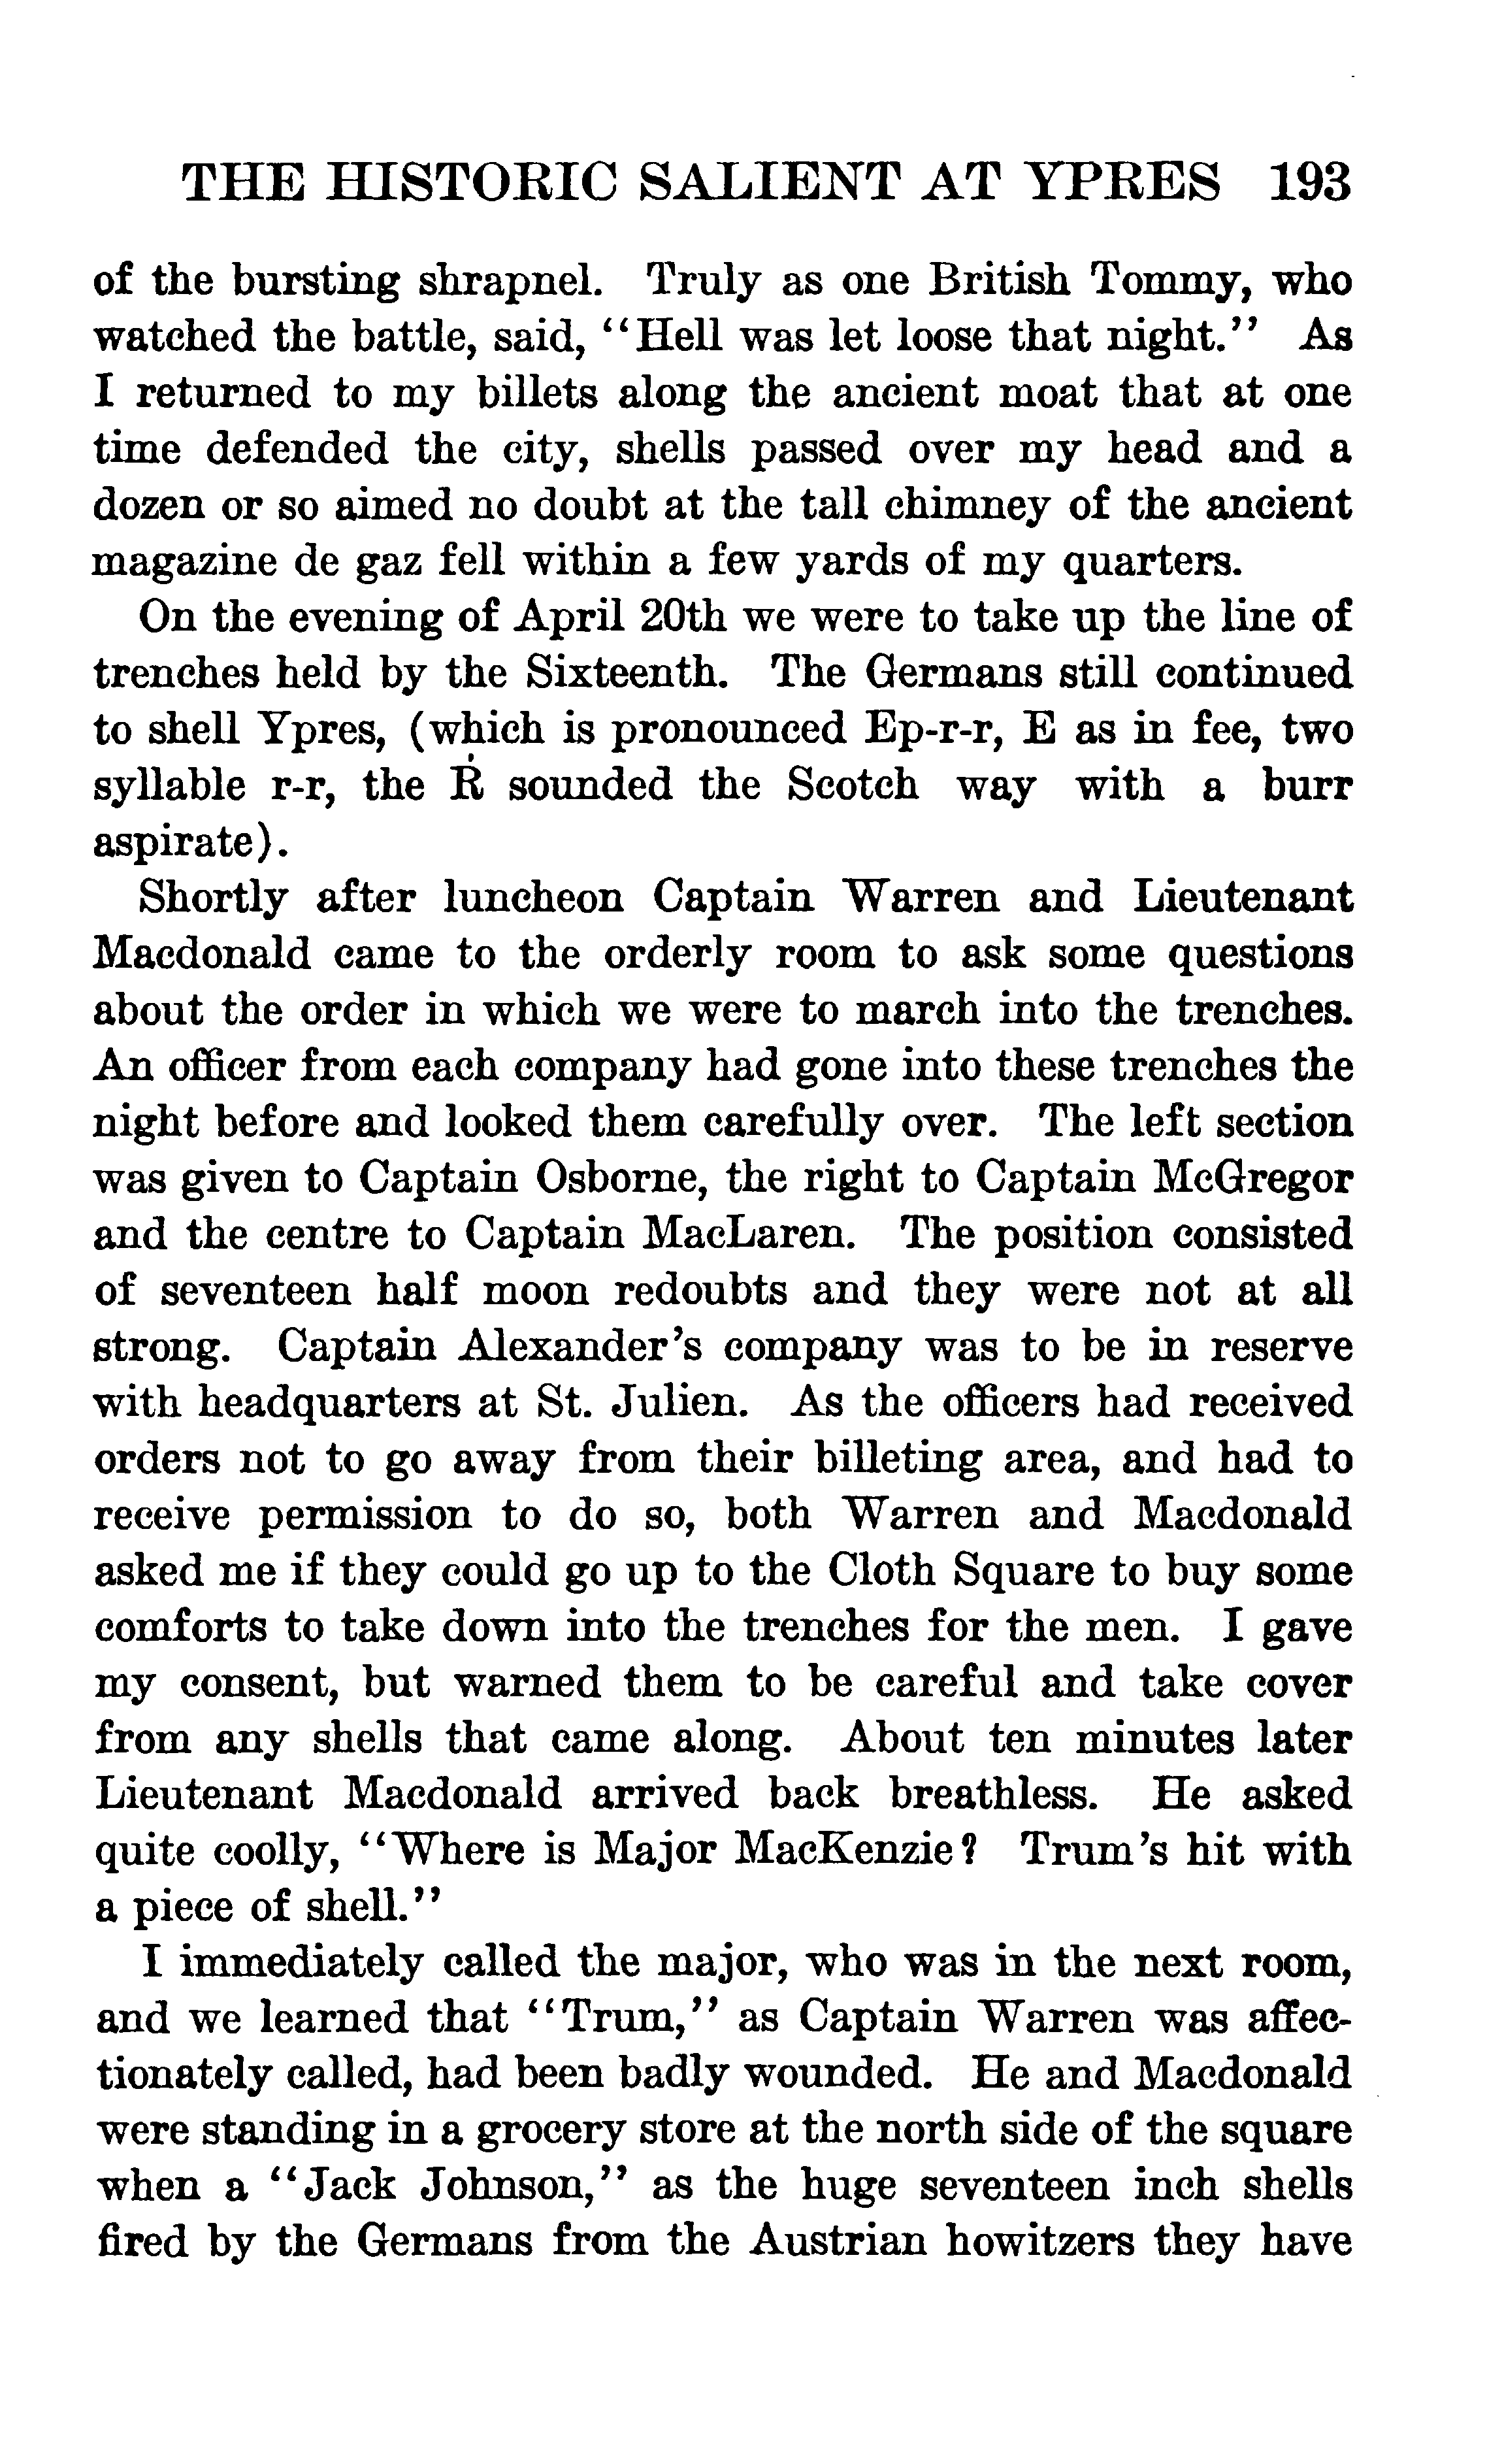 THE HISTORIC SALIENT AT YPRES 193
of the bursting shrapnel. Truly as one British Tommy, who
watched the battle, said, "Hell was let loose that night." As
I returned to my billets along the ancient moat that at one
time defended the city, shells passed over my head and a
dozen or so aimed no doubt at the tall chimney of the ancient
magazine de gaz fell within a few yards of my quarters.
On the evening of April 20th we were to take up the line of
trenches held by the Sixteenth. The Germans still continued
to shell Ypres, (which is pronounced Ep-r-r, E as in fee, two
syllable r-r, the R sounded the Scotch way with a burr
aspirate).
Shortly after luncheon Captain Warren and Lieutenant
Macdonald came to the orderly room to ask some questions
about the order in which we were to march into the trenches.
An officer from each company had gone into these trenches the
night before and looked them carefully over. The left section
was given to Captain Osborne, the right to Captain McGregor
and the centre to Captain MacLaren. The position consisted
of seventeen half moon redoubts and they were not at all
strong. Captain Alexander's company was to be in reserve
with headquarters at St. Julien. As the officers had received
orders not to go away from their billeting area, and had to
receive permission to do so, both Warren and Macdonald
asked me if they could go up to the Cloth Square to buy some
comforts to take down into the trenches for the men. I gave
my consent, but warned them to be careful and take cover
from any shells that came along. About ten minutes later
Lieutenant Macdonald arrived back breathless. He asked
quite coolly, "Where is Major MacKenzie? Trum's hit with
a piece of shell."
I immediately called the major, who was in the next room,
and we learned that "Trum," as Captain Warren was affec-
tionately called, had been badly wounded. He and Macdonald
were standing in a grocery store at the north side of the square
when a "Jack Johnson," as the huge seventeen inch shells
fired by the Germans from the Austrian howitzers they have